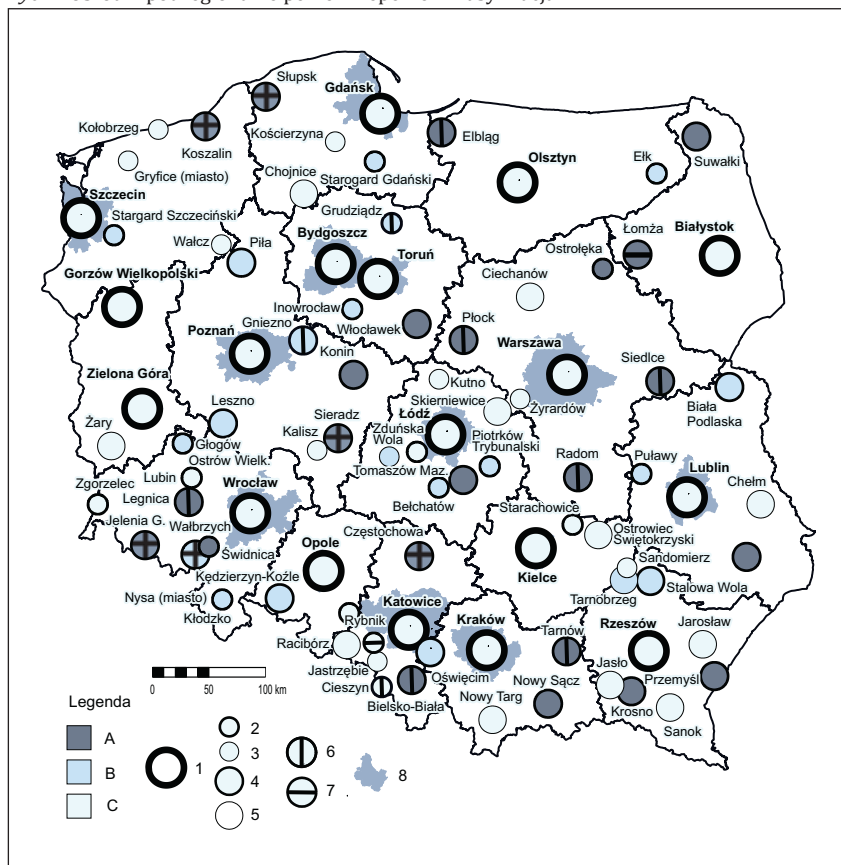 Słupsk
Gdańsk
Kołobrzeg
Koszalin
Kościerzyna
Elbląg
Gryfice (miasto)
Olsztyn
Ełk
Suwałki
Szczecin
Chojnice
Starogard Gdański
Stargard Szczeciński
Grudziądz
Łomża
Białystok
Wałcz
Piła
Bydgoszcz
Toruń
Ostrołęka
Ciechanów
Gorzów Wielkopolski
Inowrocław
Włocławek
Płock
Poznań
Gniezno
Warszawa
Konin
Siedlce
Zielona Góra
Kutno
Skierniewice
Żyrardów
Leszno
Łódź
Biała
Podlaska
Żary
Sieradz
Zduńska
Wola
Piotrków
Trybunalski
Kalisz
Głogów
Ostrów Wielk.
Tomaszów Maz.
Radom
Puławy
Lublin
Zgorzelec
Lubin
Wrocław
Chełm
Legnica
Bełchatów
Starachowice
Jelenia G.
Wałbrych
Częstochowa
Ostrowiec
Świętokrzyski
Świdnica
Opole
Sandomierz
Kielce
Kędzierzyn-Koźle
Stalowa Wola
Nysa (miasto)
Katowice
Tarnobrzeg
Kłodzko
Rybnik
Kraków
Rzeszów
Jarosław
Racibórz
Tarnów
Jastrzębie
Oświęcim
Jasło
Przemyśl
Cieszyn
Nowy Sącz
Bielsko-Biała
Krosno
Nowy Targ
Sanok
0 50 100 km
Legenda
A
B
C
1
2
3
4
5
6
7
8